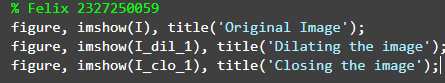 % Felix 2327250059
figure, imshow(I), title('Original Image');
figure, imshow(I_dil_1), title('Dilating the image');
figure, imshow(I_clo_1), title('Closing the image');